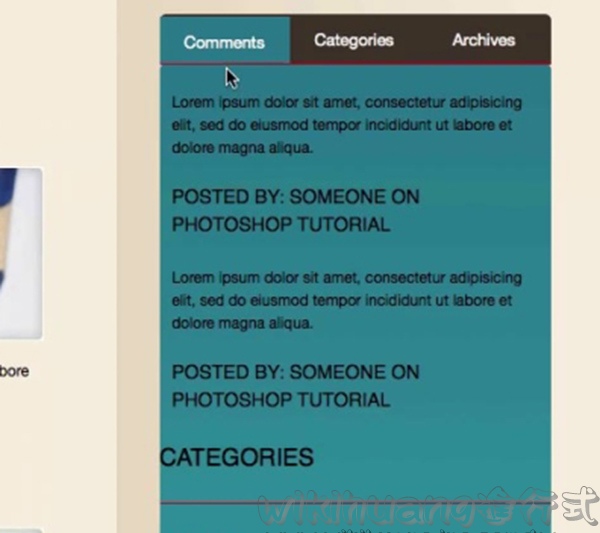 Comments Categories Archives
Lorem ipsum dolor sit amet, consectetur adipisicing
elit, sed do eiusmod tempor incididunt ut labore et
dolore magna aliqua.
POSTED BY: SOMEONE ON
PHOTOSHOP TUTORIAL
Lorem ipsum dolor sit amet, consectetur adipisicing
elit, sed do eiusmod tempor incididunt ut labore et
dolore magna aliqua.
bore
POSTED BY: SOMEONE ON
PHOTOSHOP TUTORIAL
CATEGORIES